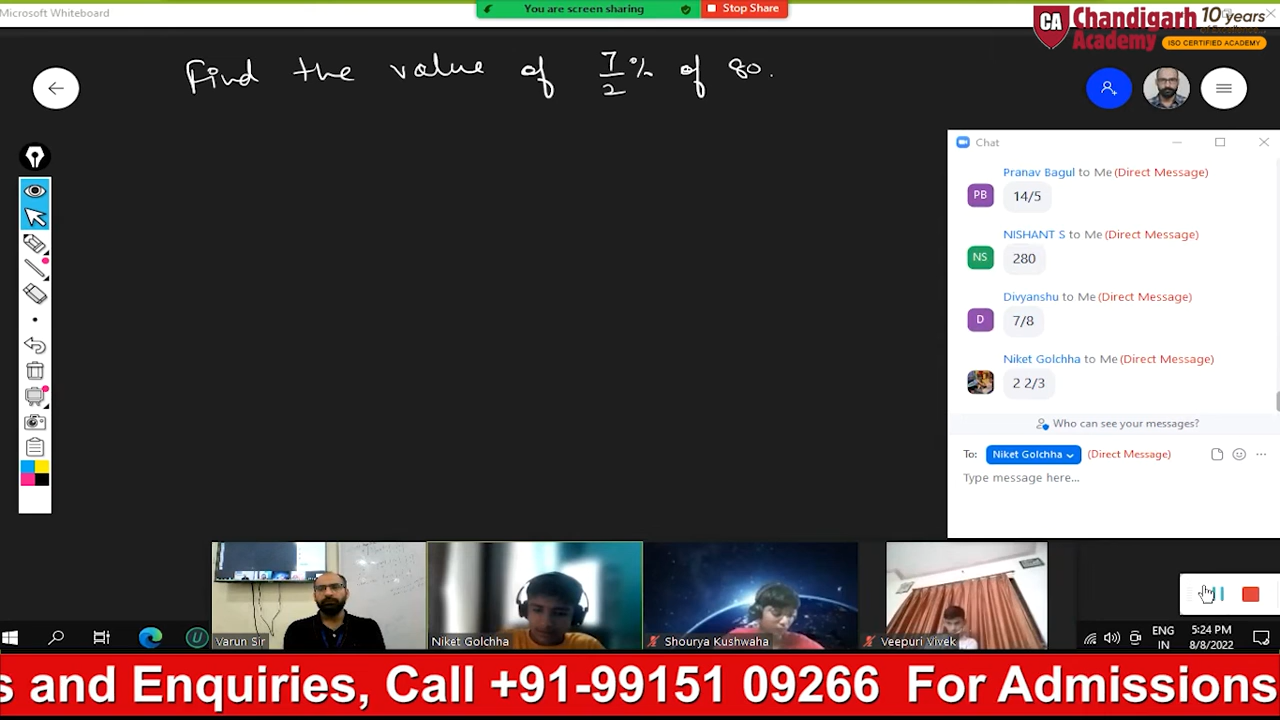 Microsoft Whiteboard
You are screen sharing
Stop Share
CA Chandigarh Academy
10 years
ISO CERTIFIED ACADEMY
Find the value of 7/2 % of 80.
Chat
Pranav Bagul to Me (Direct Message)
PB
14/5
NISHANT S to Me (Direct Message)
NS
280
Divyanshu to Me (Direct Message)
D
7/8
Niket Golchha to Me (Direct Message)
2 2/3
Who can see your messages?
To: Niket Golchha (Direct Message)
Type message here...
Varun Sir
Niket Golchha
Shourya Kushwaha
Veepuri Vivek
ENG
IN
5:24 PM
8/8/2022
s and Enquiries, Call +91-99151 09266 For Admissions